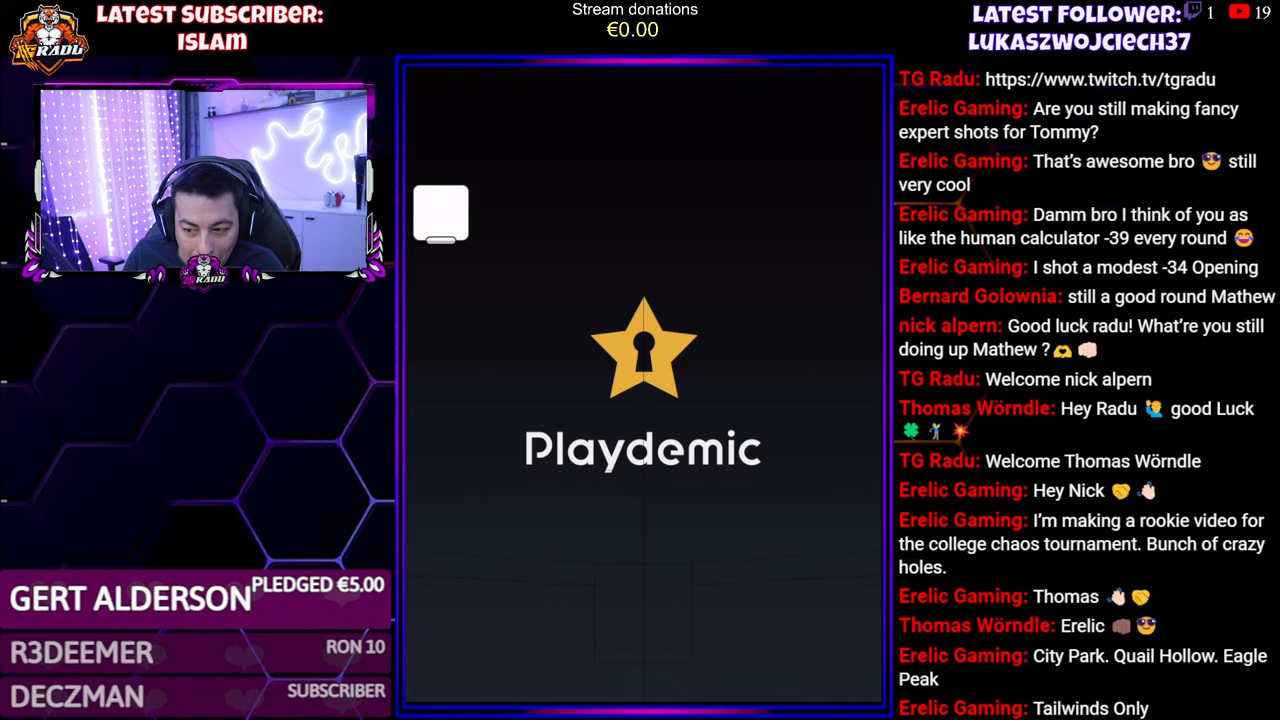 LATEST SUBSCRIBER:
ISLAM
RADU
Stream donations
€0.00
LATEST FOLLOWER:
LUKASZWOJCIECH37
1
19
RADU
Playdemic
GERT ALDERSON
PLEDGED €5.00
R3DEEMER
RON 10
DECZMAN
SUBSCRIBER
TG Radu: https://www.twitch.tv/tgradu
Erelic Gaming: Are you still making fancy
expert shots for Tommy?
Erelic Gaming: That's awesome bro 😎 still
very cool
Erelic Gaming: Damm bro I think of you as
like the human calculator -39 every round 😂
Erelic Gaming: I shot a modest -34 Opening
Bernard Golownia: still a good round Mathew
nick alpern: Good luck radu! What're you still
doing up Mathew ?🫶 👊🏻
TG Radu: Welcome nick alpern
Thomas Wörndle: Hey Radu 🙋‍♂️ good Luck
🍀 🏌️‍♂️ 💥
TG Radu: Welcome Thomas Wörndle
Erelic Gaming: Hey Nick 🤝 👋🏻
Erelic Gaming: I'm making a rookie video for
the college chaos tournament. Bunch of crazy
holes.
Erelic Gaming: Thomas 👋🏻 🤝
Thomas Wörndle: Erelic 👊🏾 😎
Erelic Gaming: City Park. Quail Hollow. Eagle
Peak
Erelic Gaming: Tailwinds Only